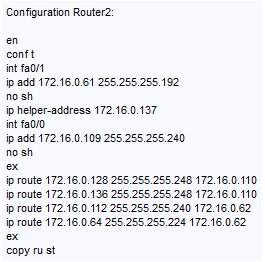 Configuration Router2:
en
conf t
int fa0/1
ip add 172.16.0.61 255.255.255.192
no sh
ip helper-address 172.16.0.137
int fa0/0
ip add 172.16.0.109 255.255.255.240
no sh
ex
ip route 172.16.0.128 255.255.255.248 172.16.0.110
ip route 172.16.0.136 255.255.255.248 172.16.0.110
ip route 172.16.0.112 255.255.255.240 172.16.0.62
ip route 172.16.0.64 255.255.255.224 172.16.0.62
ex
copy ru st